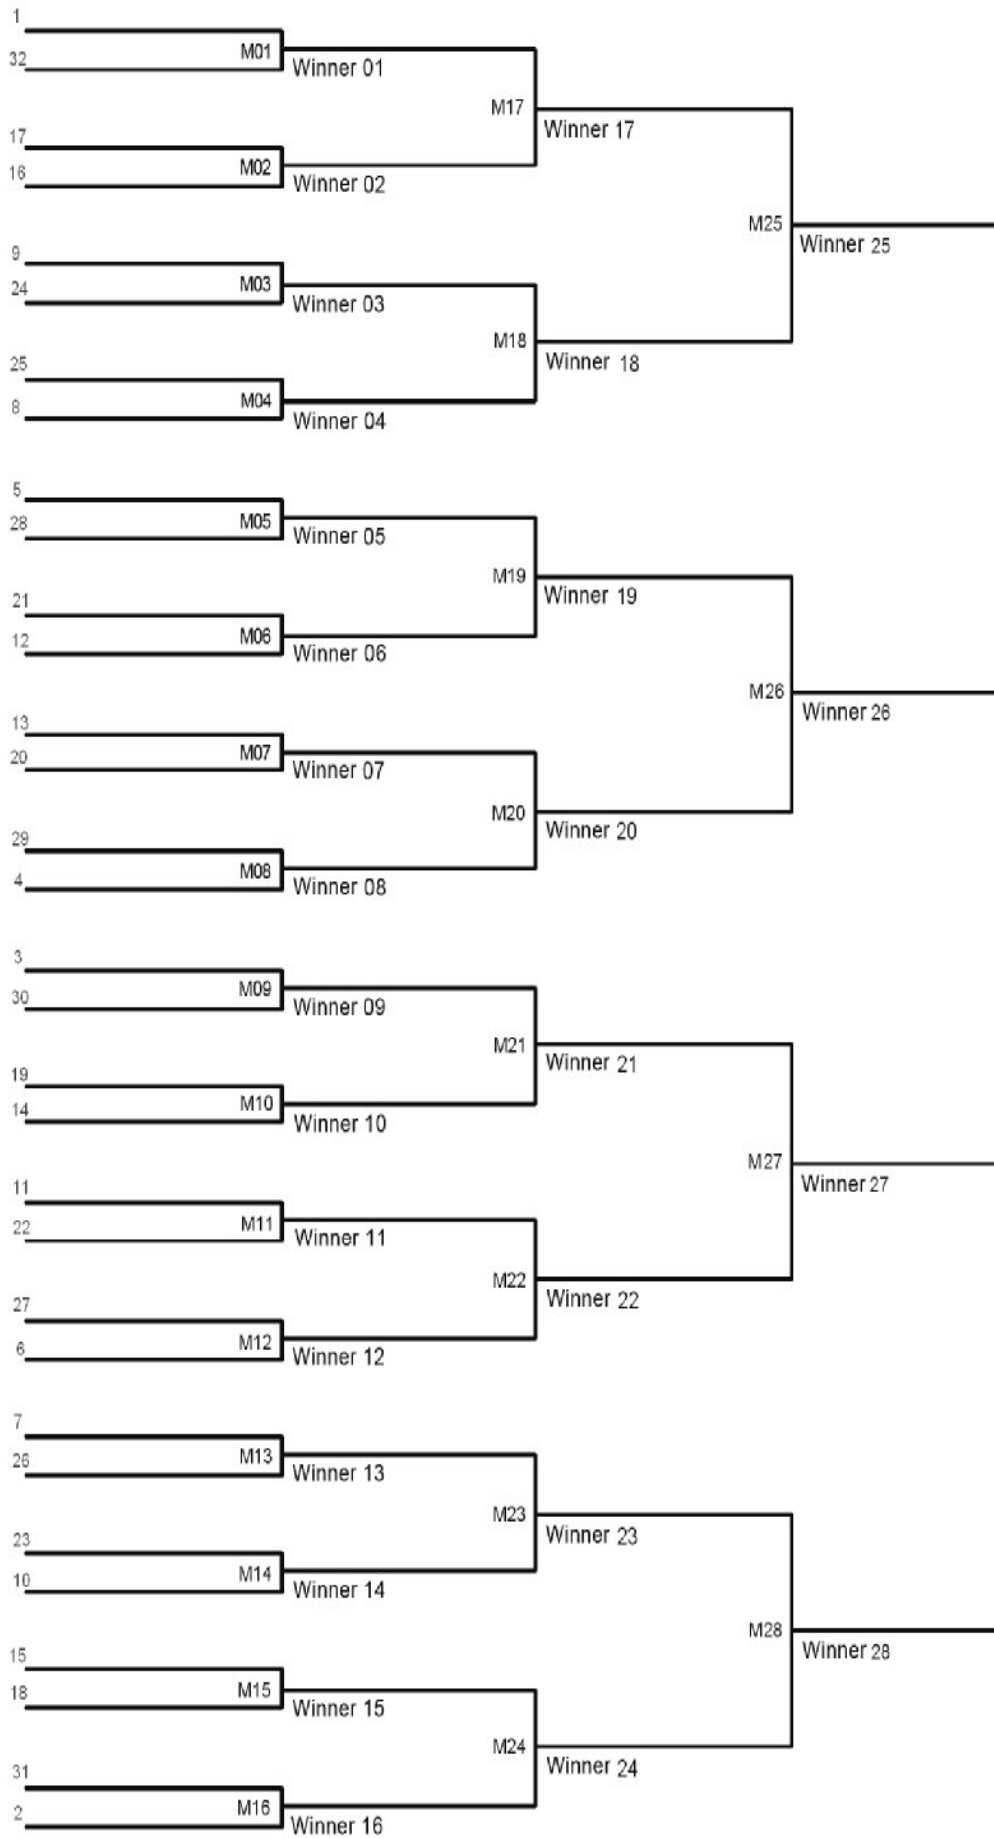 1
M01
32
Winner 01
M17
Winner 17
17
M02
16
Winner 02
M25
Winner 25
9
M03
24
Winner 03
M18
Winner 18
25
M04
8
Winner 04
5
M05
28
Winner 05
M19
Winner 19
21
M06
12
Winner 06
M26
Winner 26
13
M07
20
Winner 07
M20
Winner 20
29
M08
4
Winner 08
3
M09
30
Winner 09
M21
Winner 21
19
M10
14
Winner 10
M27
Winner 27
11
M11
22
Winner 11
M22
Winner 22
27
M12
6
Winner 12
7
M13
26
Winner 13
M23
Winner 23
23
M14
10
Winner 14
M28
Winner 28
15
M15
18
Winner 15
M24
Winner 24
31
M16
2
Winner 16